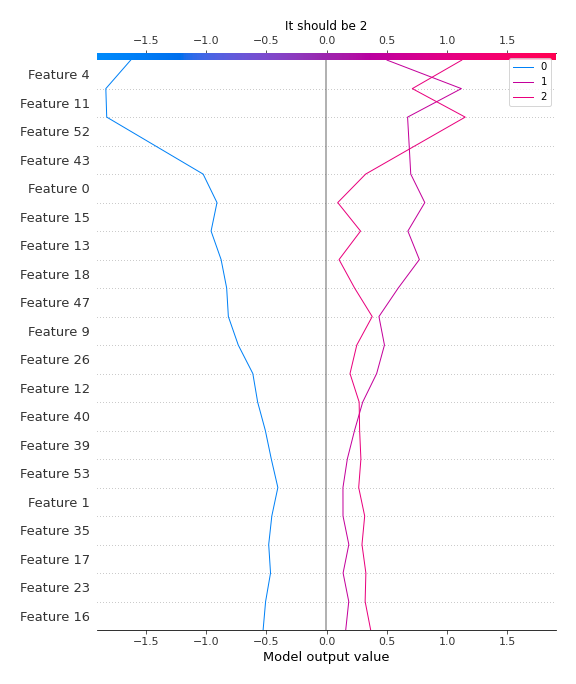 It should be 2
−1.5 −1.0 −0.5 0.0 0.5 1.0 1.5
0
1
2
Feature 4
Feature 11
Feature 52
Feature 43
Feature 0
Feature 15
Feature 13
Feature 18
Feature 47
Feature 9
Feature 26
Feature 12
Feature 40
Feature 39
Feature 53
Feature 1
Feature 35
Feature 17
Feature 23
Feature 16
−1.5 −1.0 −0.5 0.0 0.5 1.0 1.5
Model output value